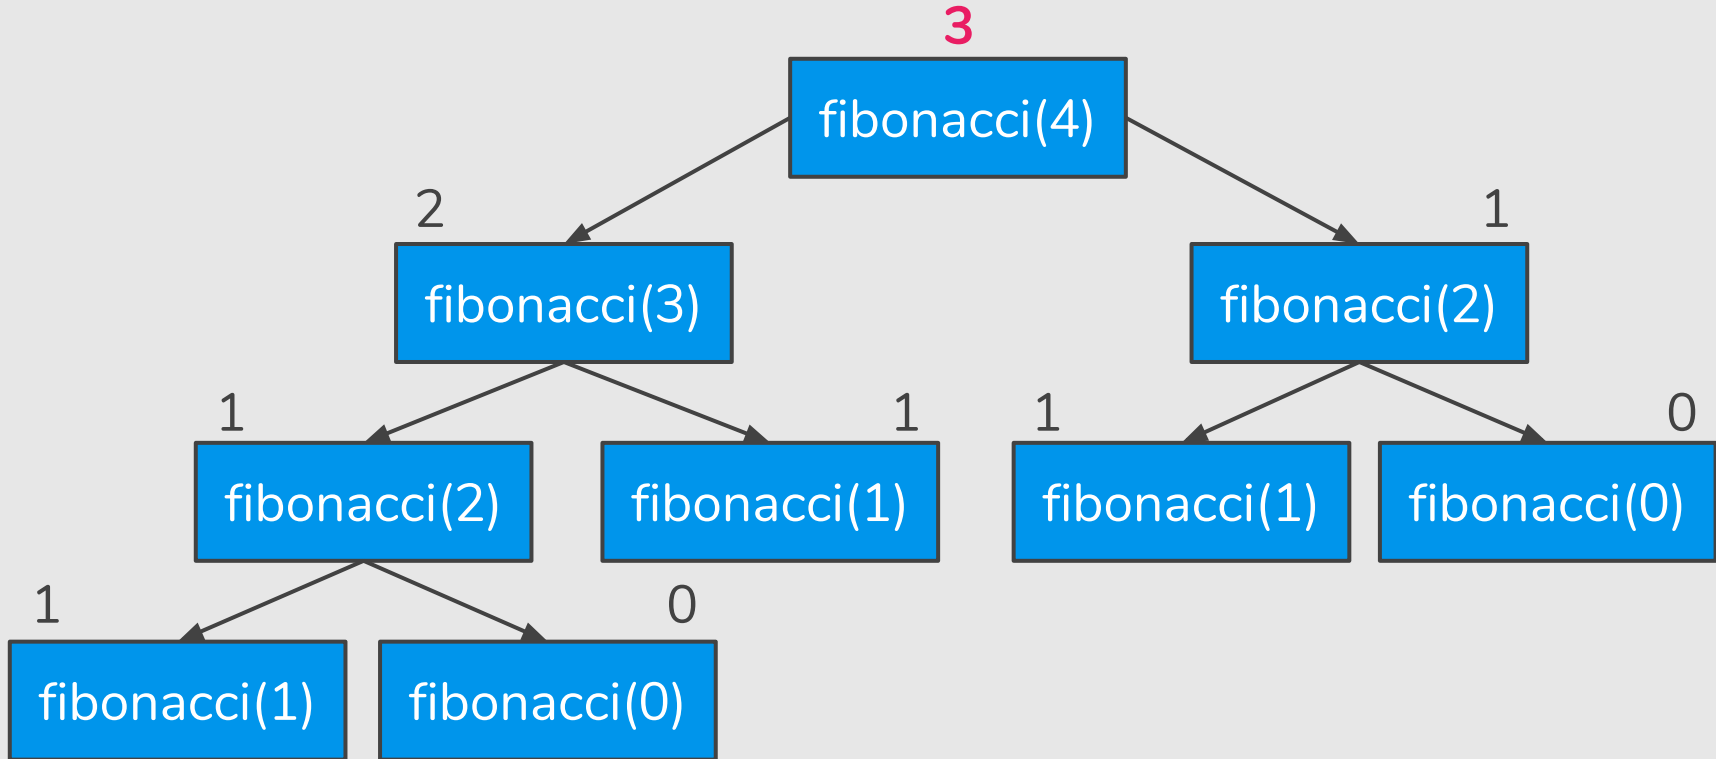 3
fibonacci(4)
2
1
fibonacci(3)
fibonacci(2)
1
1
1
0
fibonacci(2)
fibonacci(1)
fibonacci(1)
fibonacci(0)
1
0
fibonacci(1)
fibonacci(0)